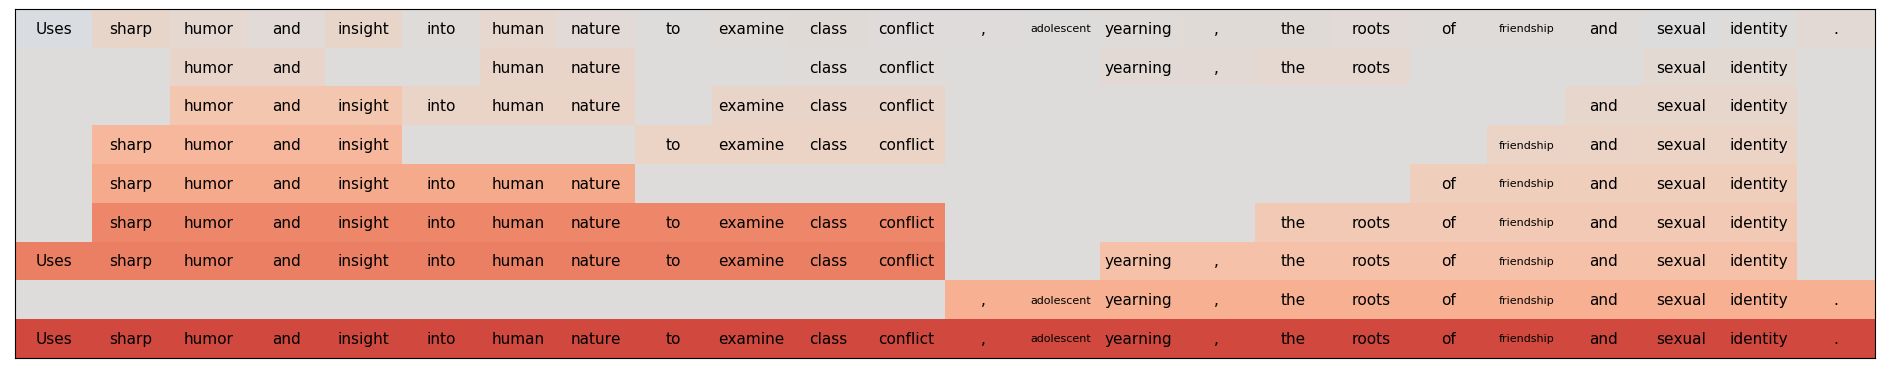 Uses sharp humor and insight into human nature to examine class conflict , adolescent yearning , the roots of friendship and sexual identity .
humor and human nature class conflict yearning , the roots sexual identity
humor and insight into human nature examine class conflict and sexual identity
sharp humor and insight to examine class conflict friendship and sexual identity
sharp humor and insight into human nature of friendship and sexual identity
sharp humor and insight into human nature to examine class conflict the roots of friendship and sexual identity
Uses sharp humor and insight into human nature to examine class conflict yearning , the roots of friendship and sexual identity
, adolescent yearning , the roots of friendship and sexual identity .
Uses sharp humor and insight into human nature to examine class conflict , adolescent yearning , the roots of friendship and sexual identity .